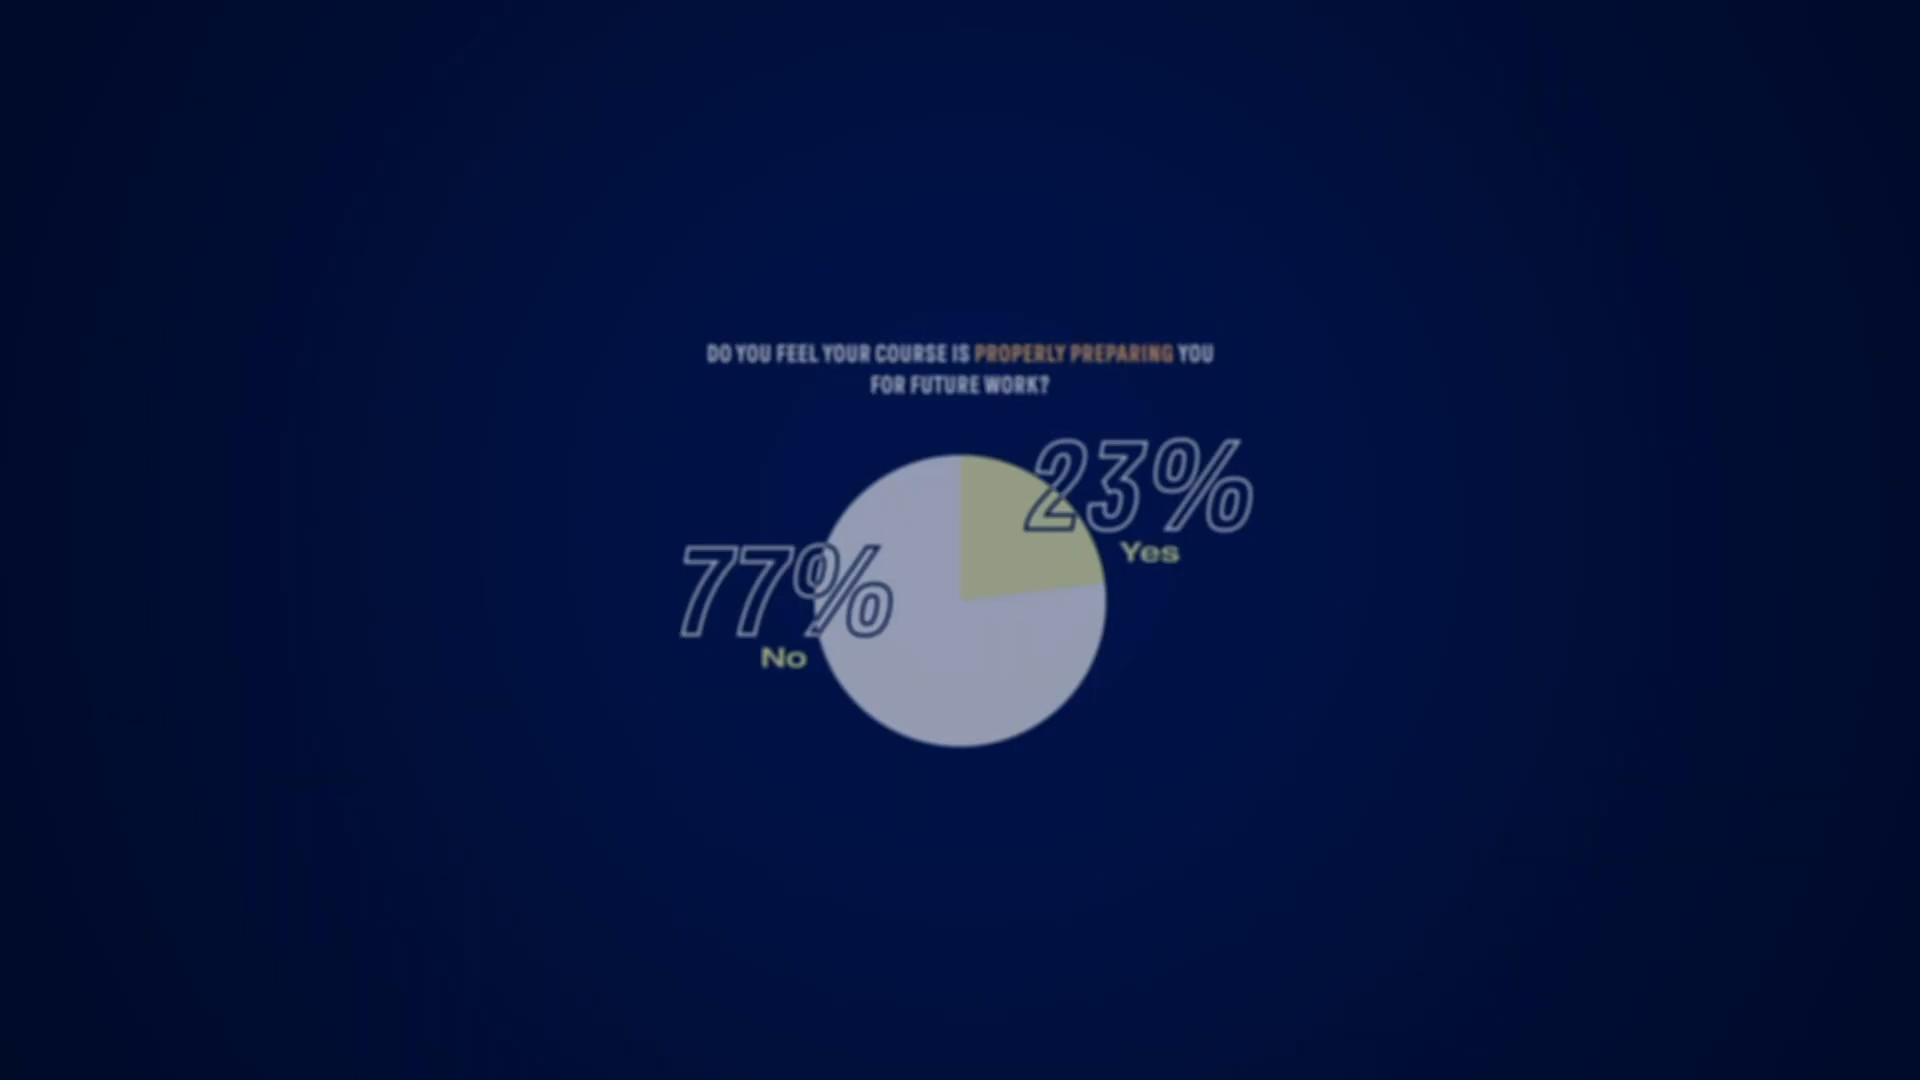 DO YOU FEEL YOUR COURSE IS PROPERLY PREPARING YOU
FOR FUTURE WORK?
23%
Yes
77%
No